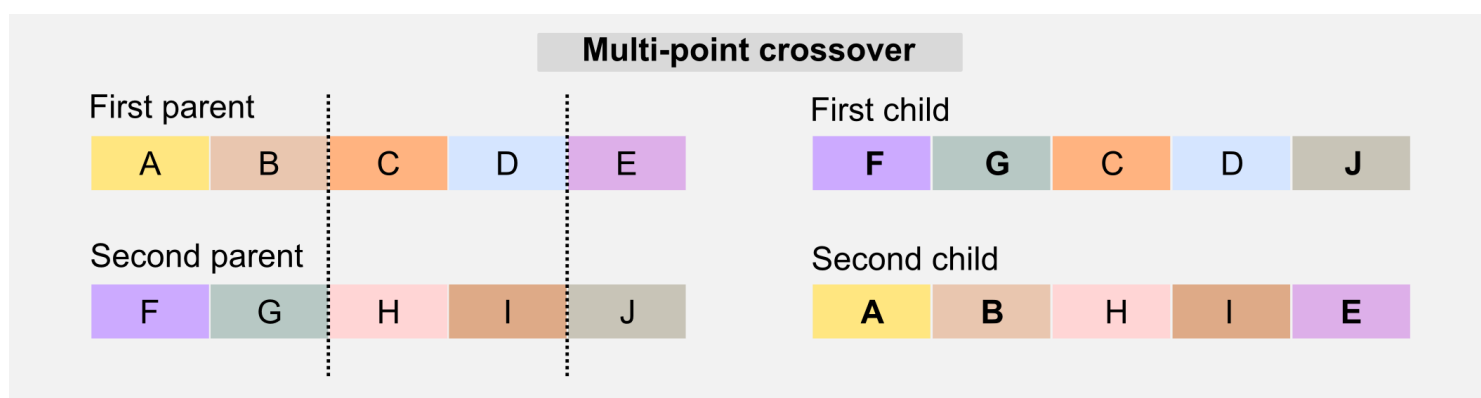 Multi-point crossover
First parent
A B C D E
Second parent
F G H I J
First child
F G C D J
Second child
A B H I E